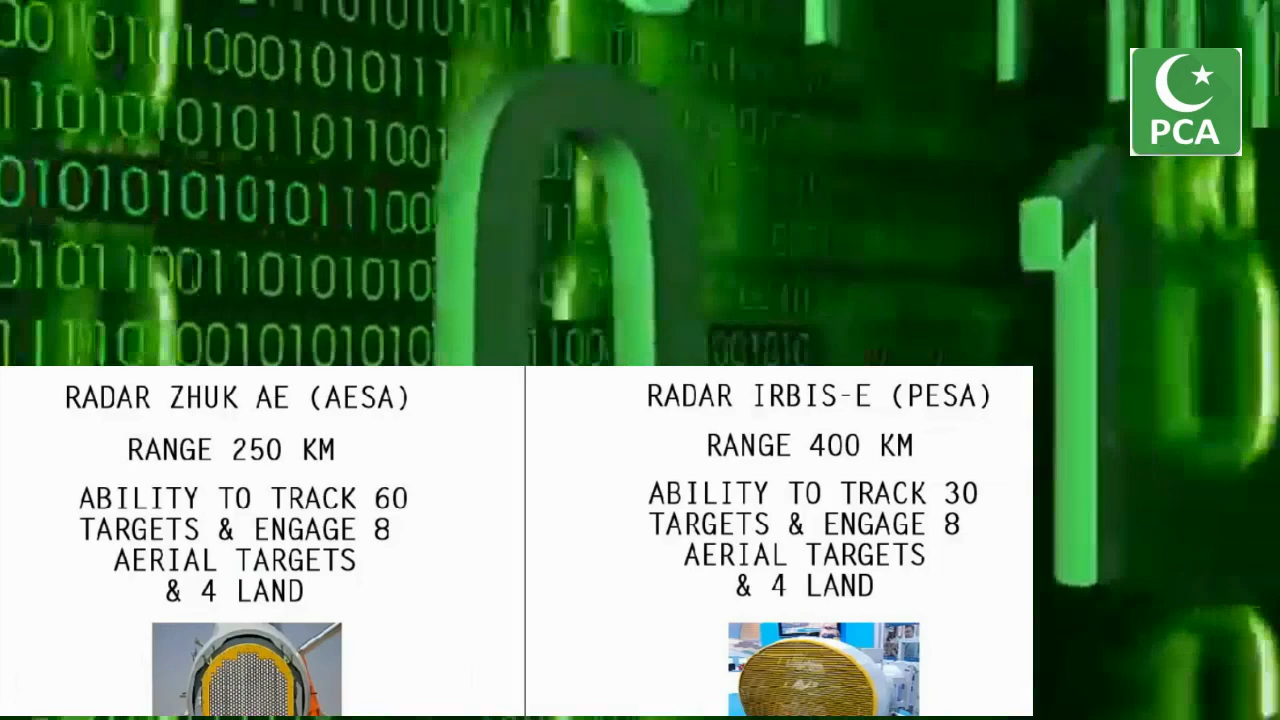 PCA
RADAR ZHUK AE (AESA)
RANGE 250 KM
ABILITY TO TRACK 60
TARGETS & ENGAGE 8
AERIAL TARGETS
& 4 LAND
RADAR IRBIS-E (PESA)
RANGE 400 KM
ABILITY TO TRACK 30
TARGETS & ENGAGE 8
AERIAL TARGETS
& 4 LAND